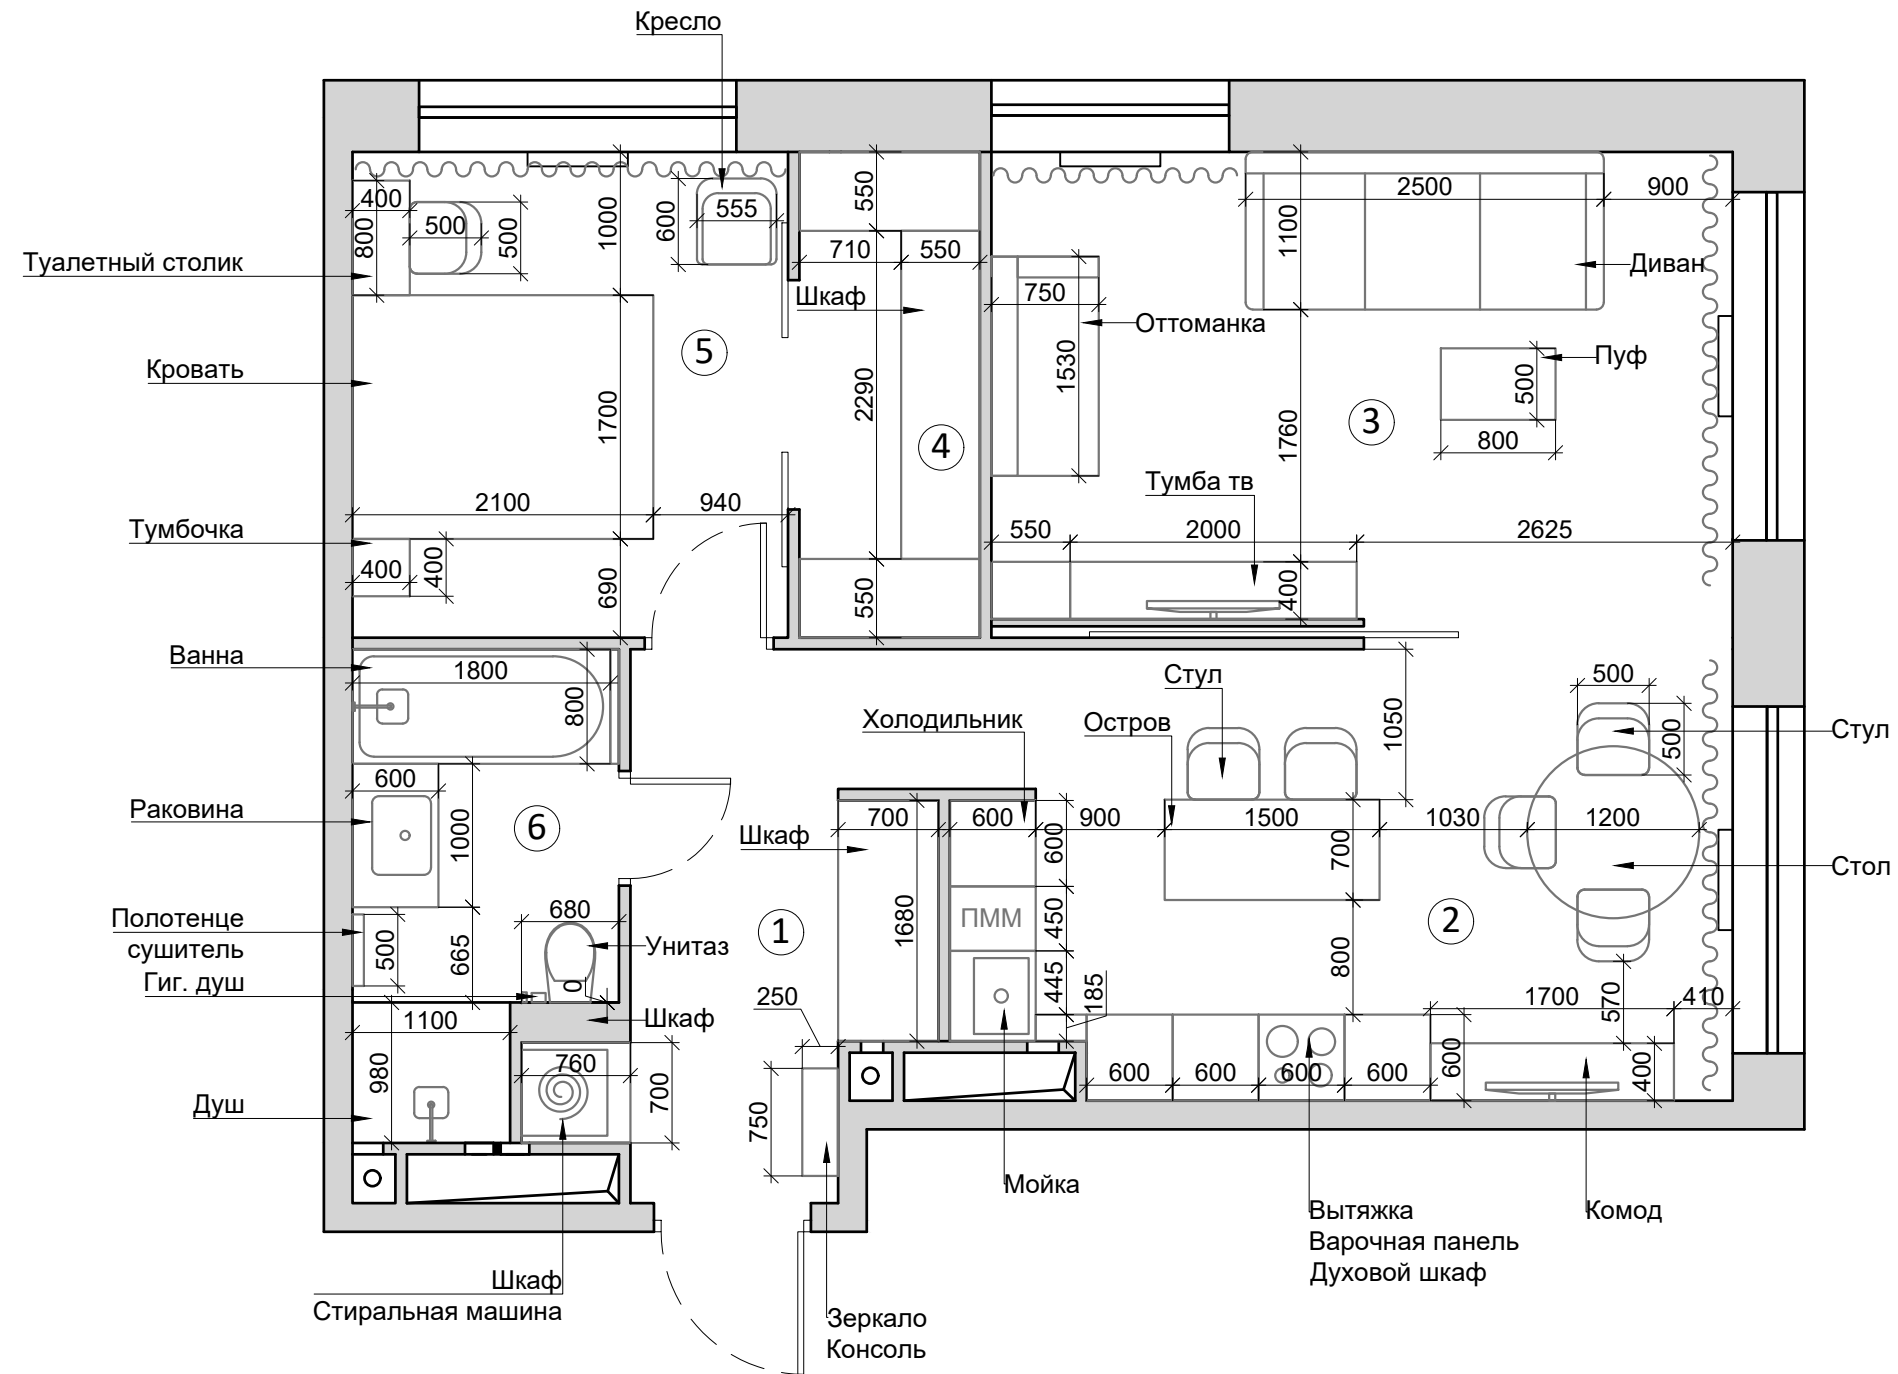 Кресло
400
800
500
500
1000
600
555
550
710
550
2500
900
1100
Туалетный столик
Шкаф
750
Оттоманка
Диван
Кровать
5
1530
Пуф
500
1700
2290
4
1760
3
800
2100
940
Тумба тв
Тумбочка
400
400
690
550
550
2000
2625
400
Ванна
1800
800
Стул
1050
500
500
Стул
Холодильник
Остров
600
Раковина
1000
6
Шкаф
700
600
600
900
1500
700
1030
1200
Стол
Полотенце
сушитель
Гиг. душ
500
665
680
Унитаз
0
1
1680
ПММ
450
445
185
800
2
570
1100
Шкаф
250
1700
410
980
760
700
750
600
600
600
600
600
400
Душ
Мойка
Вытяжка
Варочная панель
Духовой шкаф
Комод
Шкаф
Стиральная машина
Зеркало
Консоль